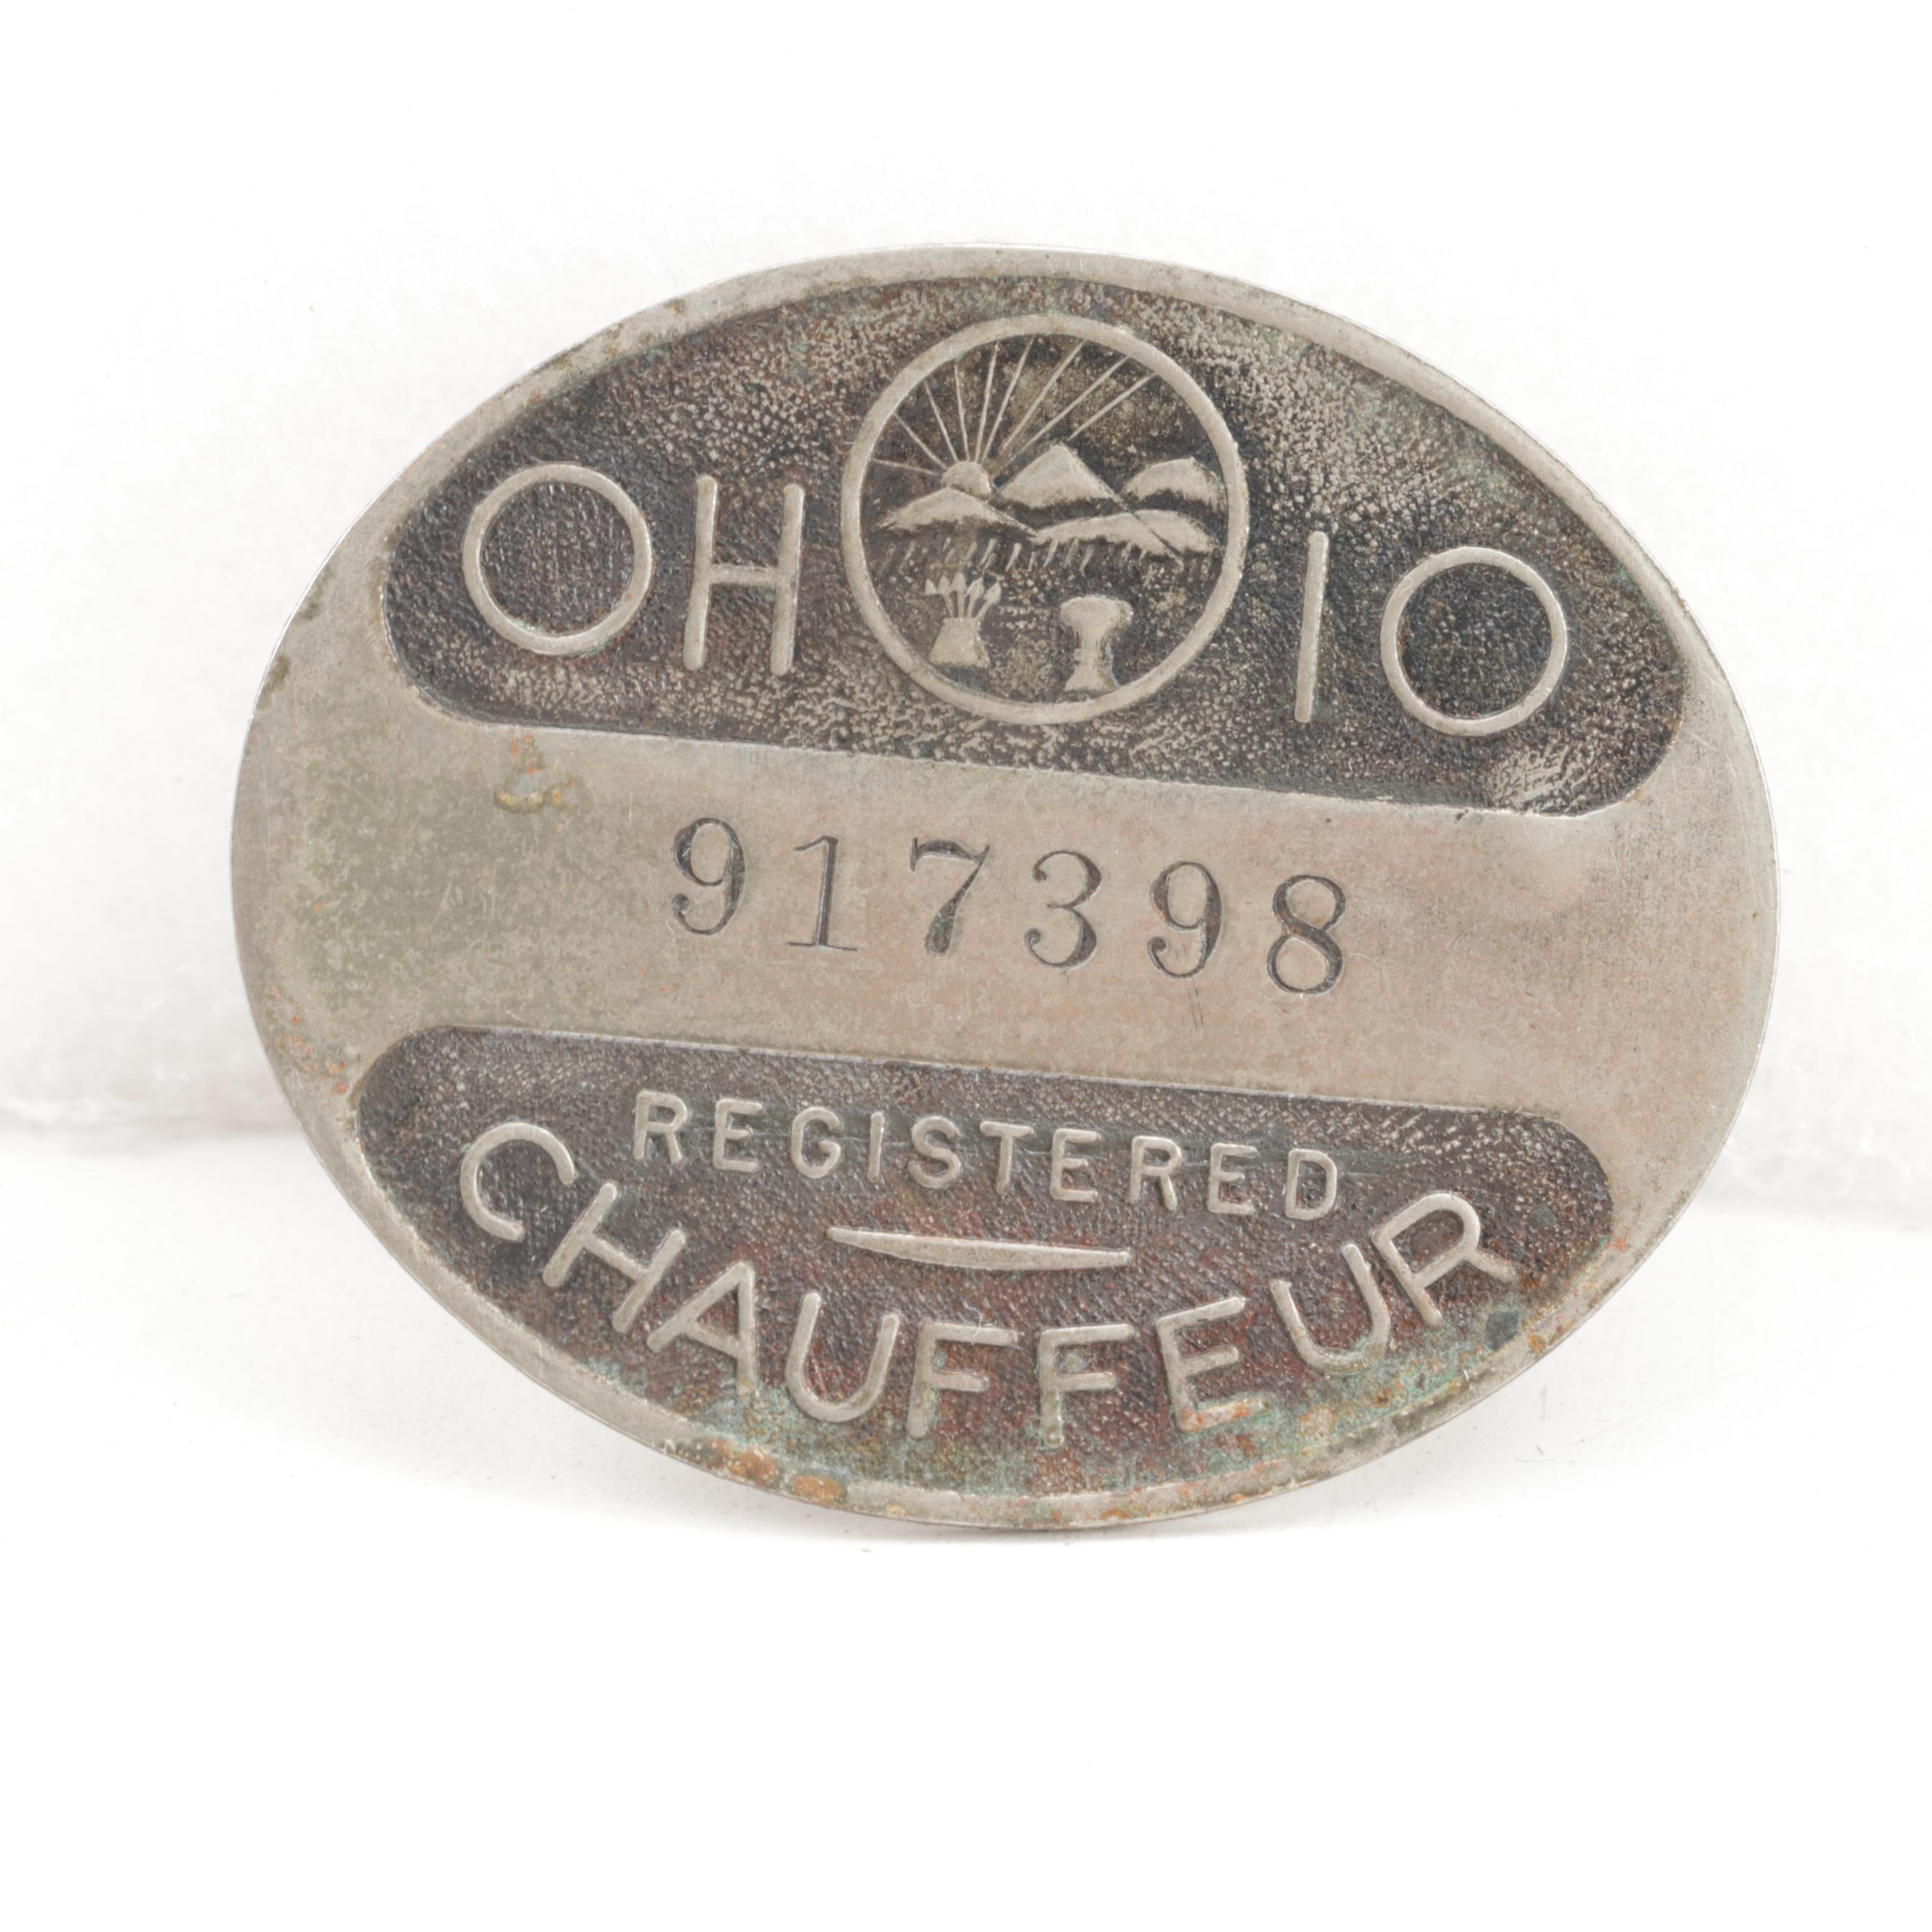 OHIO
917398
REGISTERED
CHAUFFEUR